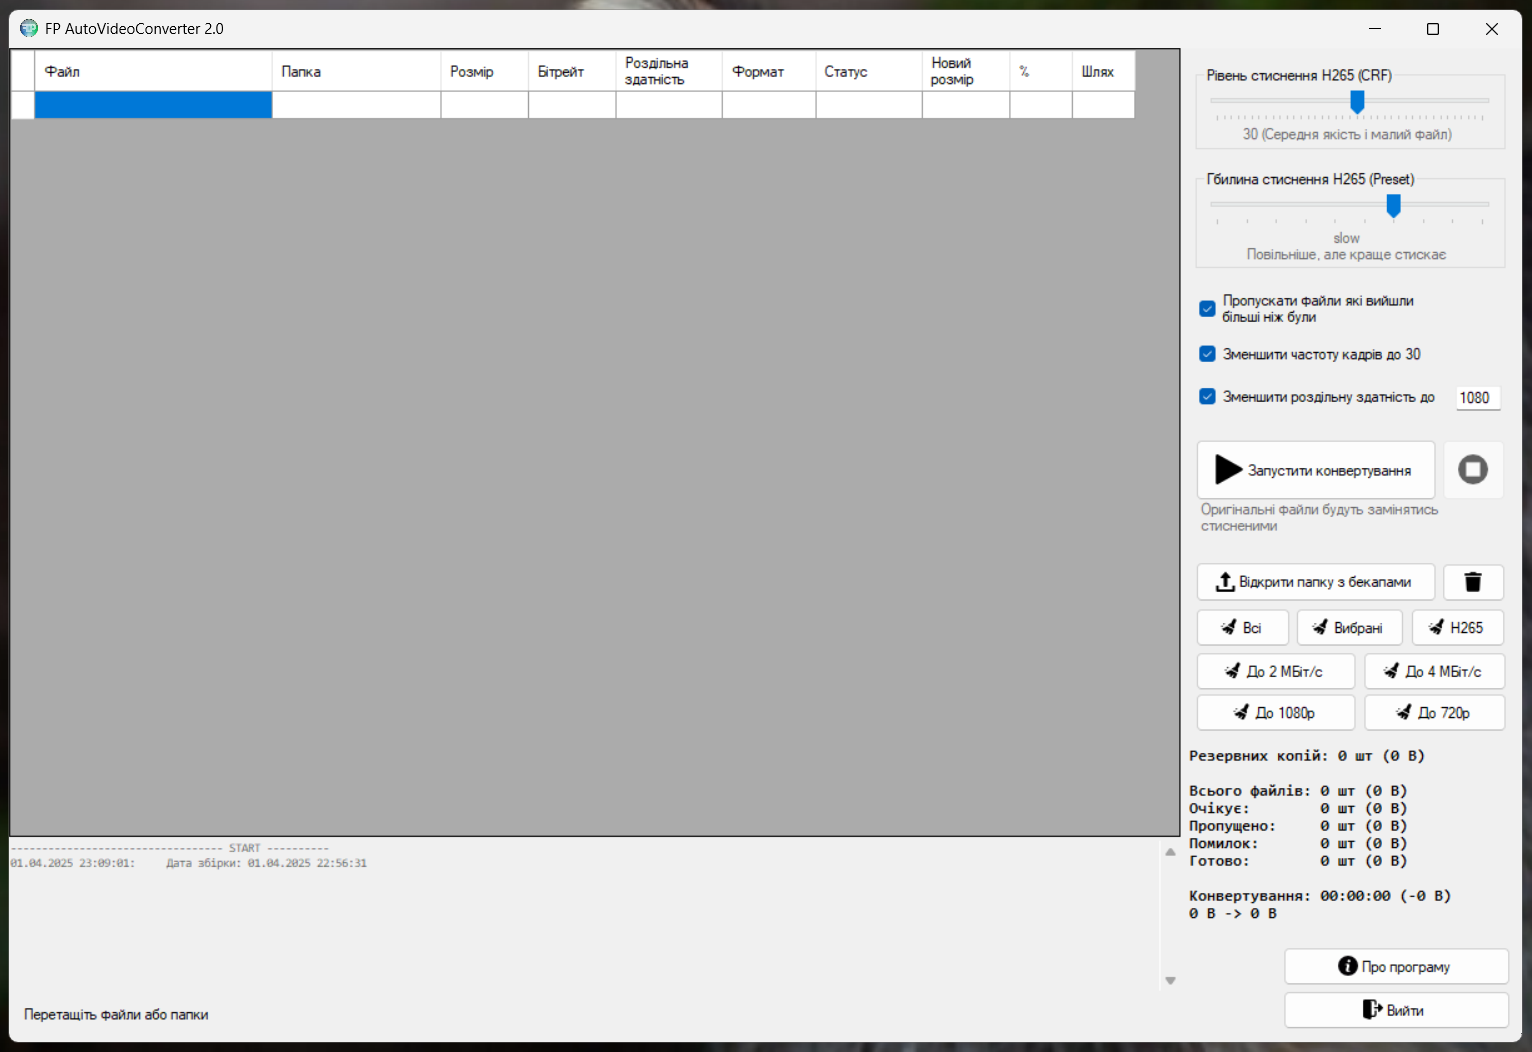 FP AutoVideoConverter 2.0
Файл
Папка
Розмір
Бітрейт
Роздільна
здатність
Формат
Статус
Новий
розмір
%
Шлях
Рівень стиснення H265 (CRF)
30 (Середня якість і малий файл)
Гбилина стиснення H265 (Preset)
slow
Повільніше, але краще стискає
Пропускати файли які вийшли
більші ніж були
Зменшити частоту кадрів до 30
Зменшити роздільну здатність до
1080
Запустити конвертування
Оригінальні файли будуть замінятись
стисненими
Відкрити папку з бекапами
Всі
Вибрані
H265
До 2 МБіт/с
До 4 МБіт/с
До 1080p
До 720p
Резервних копій: 0 шт (0 B)
Всього файлів: 0 шт (0 B)
Очікує: 0 шт (0 B)
Пропущено: 0 шт (0 B)
Помилок: 0 шт (0 B)
Готово: 0 шт (0 B)
Конвертування: 00:00:00 (-0 B)
0 B -> 0 B
---------------------------------- START ----------
01.04.2025 23:09:01: Дата збірки: 01.04.2025 22:56:31
Про програму
Вийти
Перетащіть файли або папки